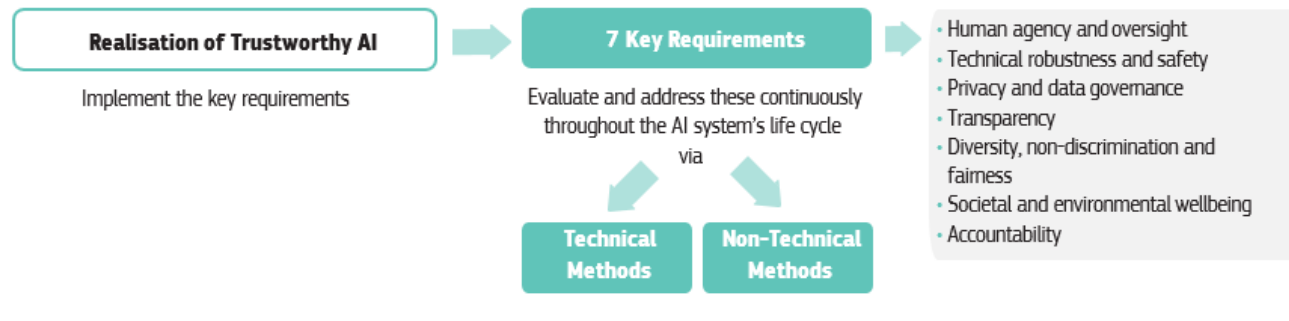 Realisation of Trustworthy AI
Implement the key requirements
7 Key Requirements
Evaluate and address these continuously
throughout the AI system's life cycle
via
Technical
Methods
Non-Technical
Methods
• Human agency and oversight
• Technical robustness and safety
• Privacy and data governance
• Transparency
• Diversity, non-discrimination and
fairness
• Societal and environmental wellbeing
• Accountability